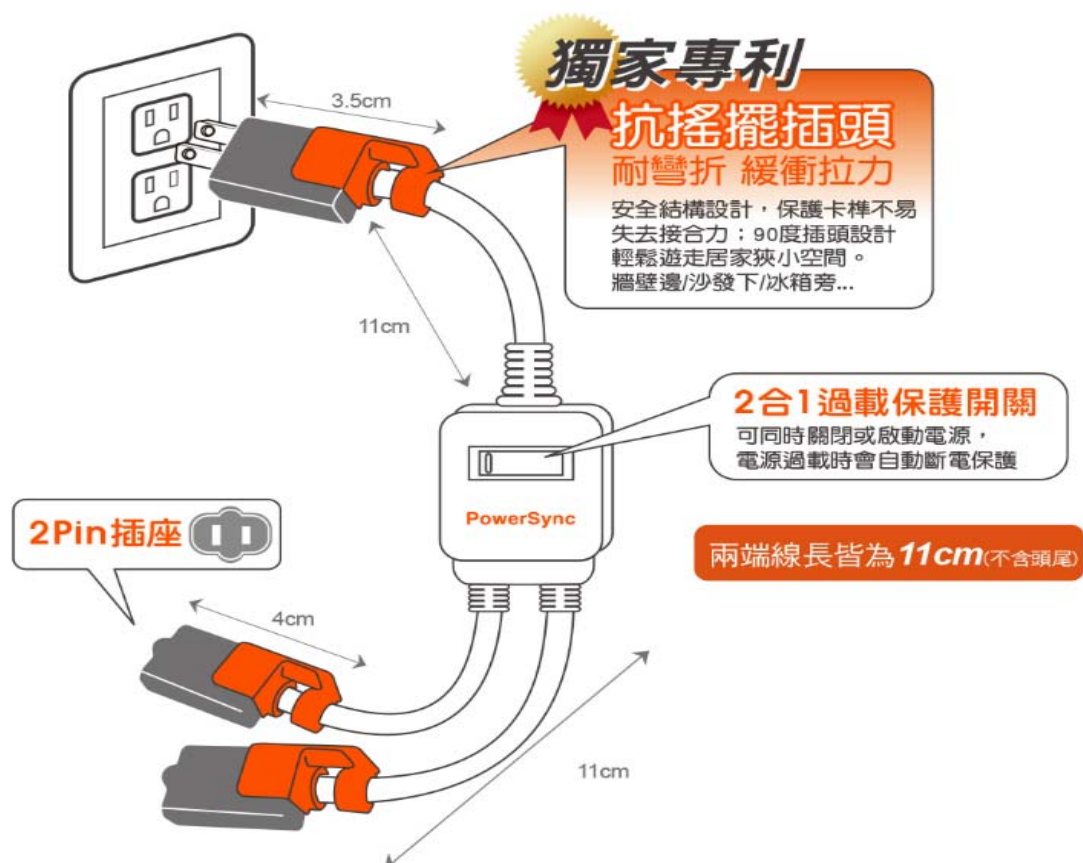 獨家專利
3.5cm
抗搖擺插頭
耐彎折 緩衝拉力
安全結構設計，保護卡榫不易
失去接合力；90度插頭設計
輕鬆遊走居家狹小空間。
牆壁邊/沙發下/冰箱旁...
11cm
2合1過載保護開關
可同時關閉或啟動電源，
電源過載時會自動斷電保護
PowerSync
2Pin插座
兩端線長皆為11cm(不含頭尾)
4cm
11cm